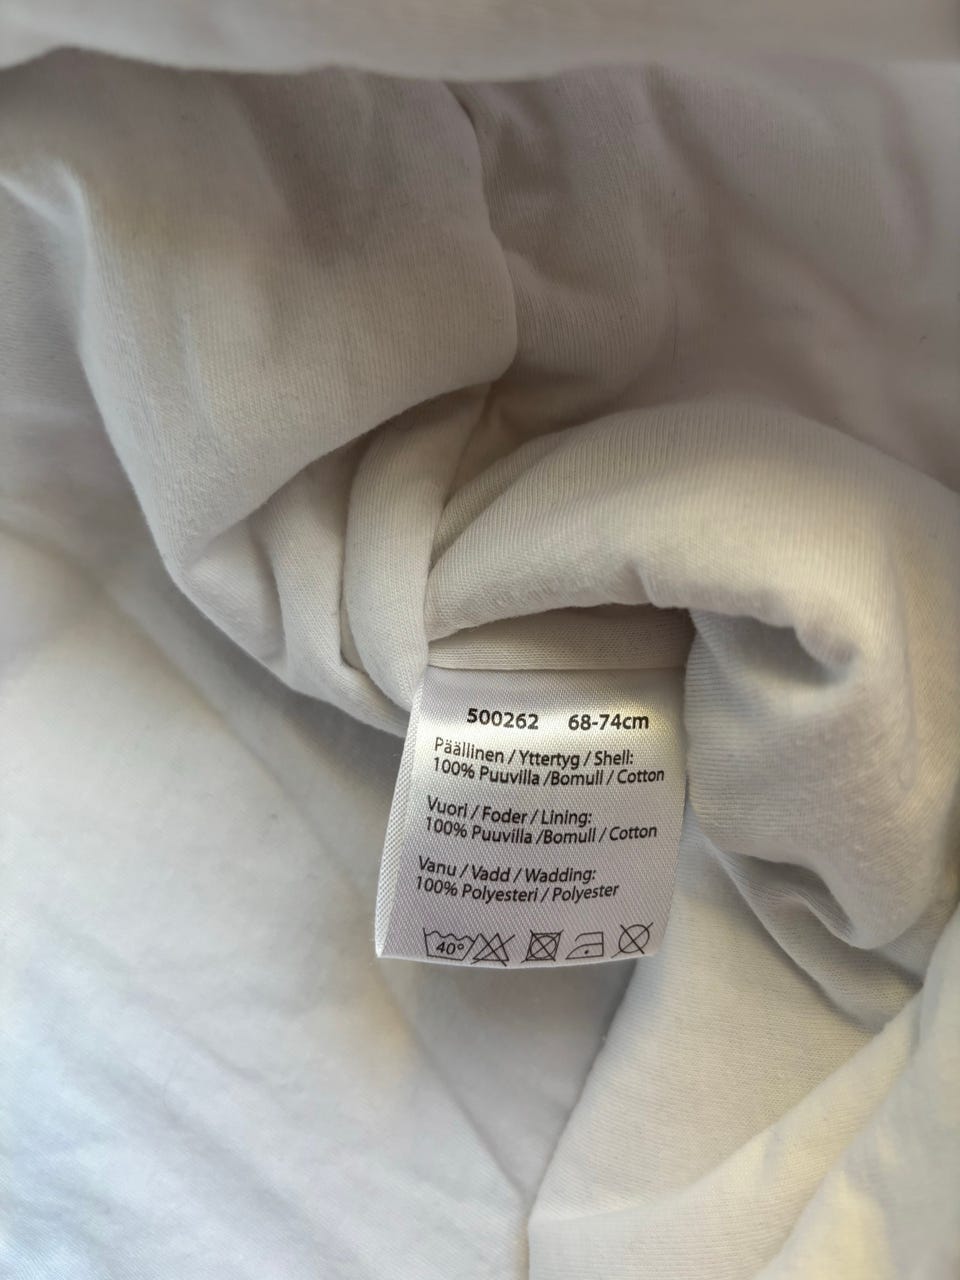 500262 68-74cm
Päällinen / Yttertyg / Shell:
100% Puuvilla /Bomull / Cotton
Vuori / Foder / Lining:
100% Puuvilla /Bomull / Cotton
Vanu / Vadd / Wadding:
100% Polyesteri / Polyester
40°